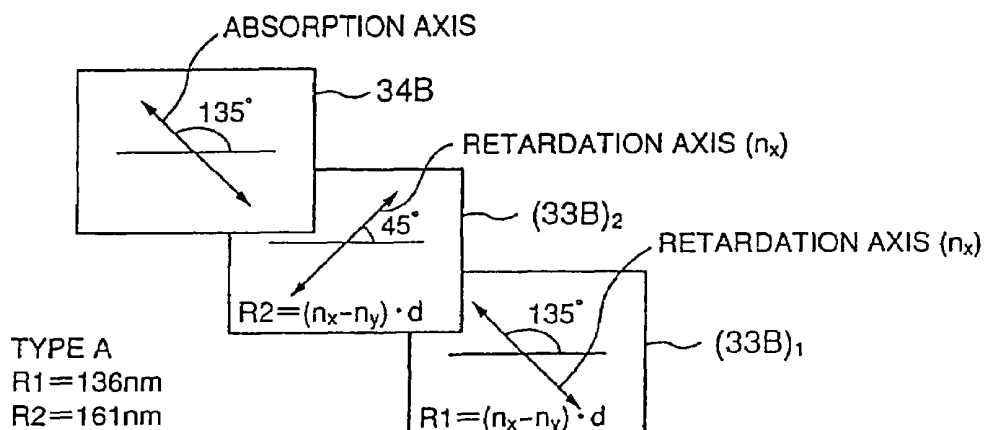 ABSORPTION AXIS
135°
34B
RETARDATION AXIS (nx)
45°
(33B)2
RETARDATION AXIS (nx)
R2=(nx-ny)·d
135°
(33B)1
TYPE A
R1=136nm
R2=161nm
R1=(nx-ny)·d